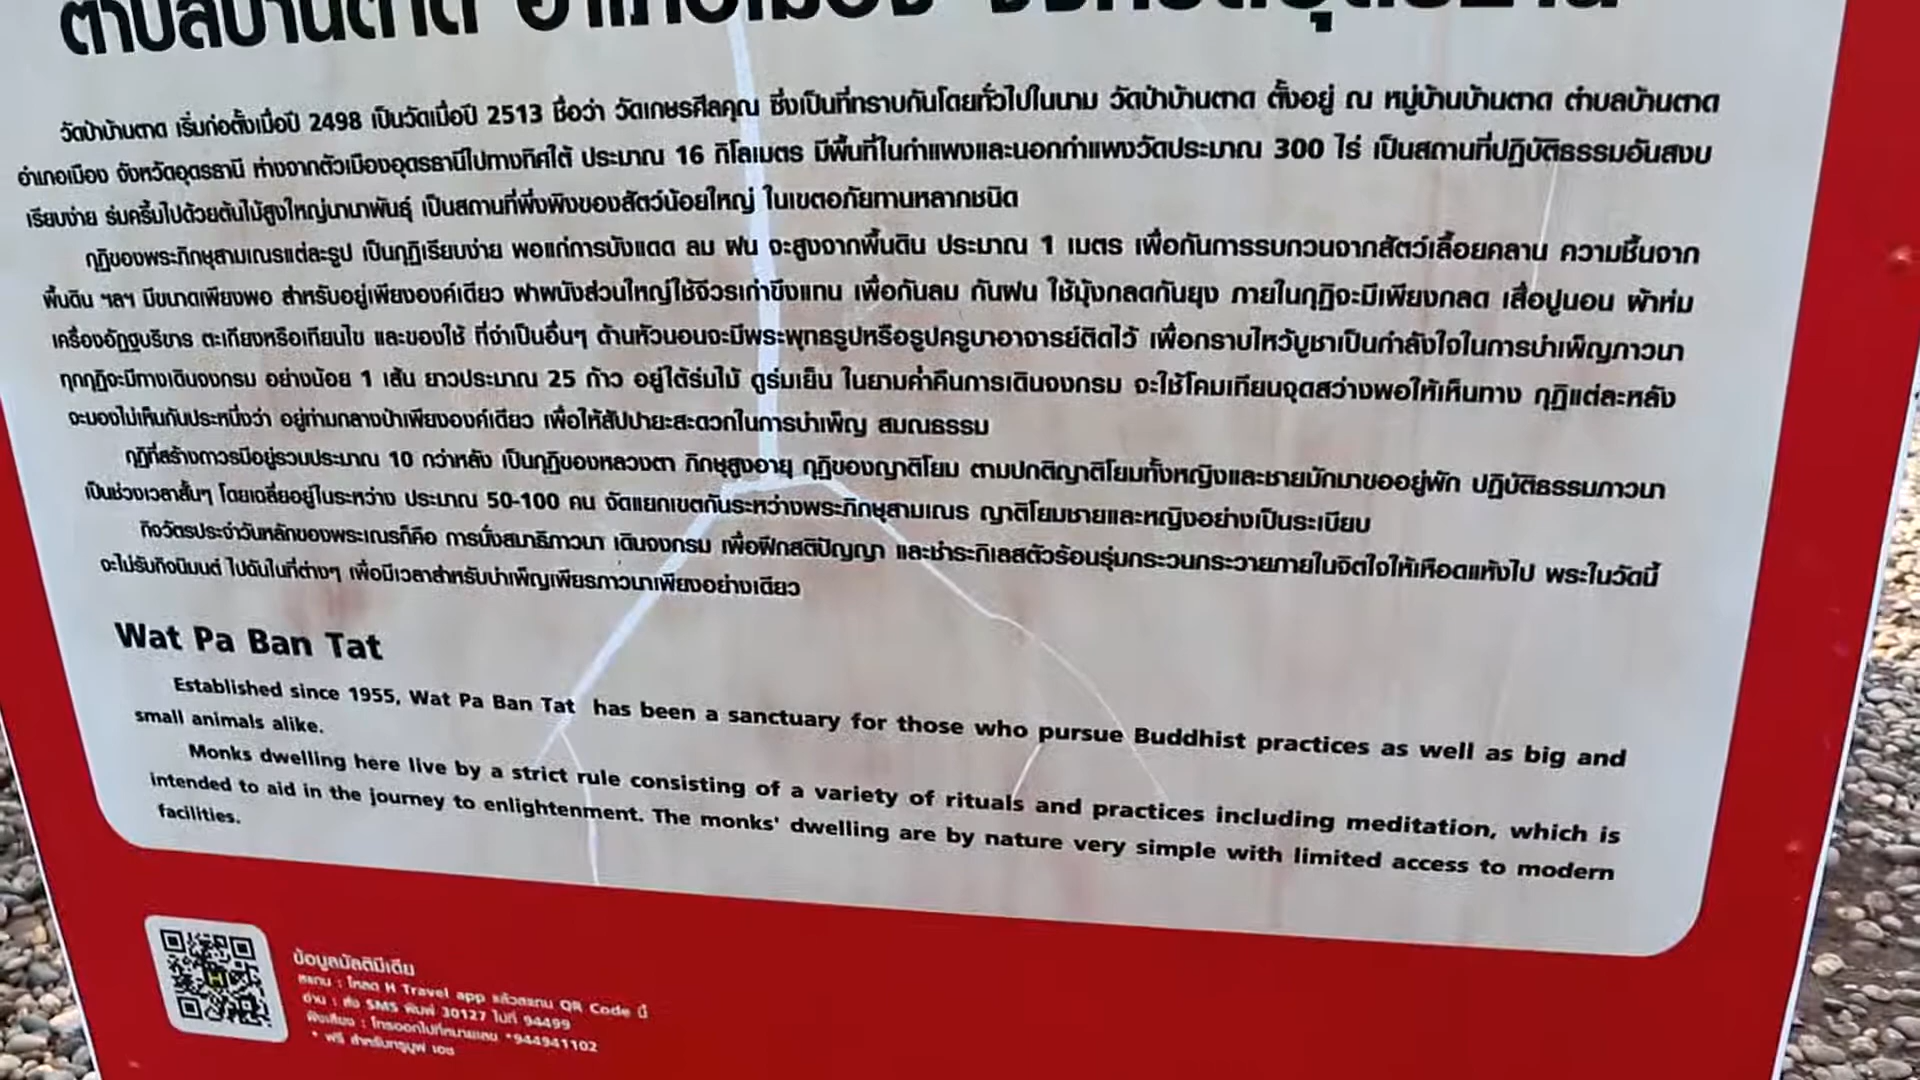 ตำบลบ้านตาด อำเภอเมือง จังหวัดอุดรธานี
วัดป่าบ้านตาด เริ่มก่อตั้งเมื่อปี 2498 เป็นวัดเมื่อปี 2513 ชื่อว่า วัดเกษรศีลคุณ ซึ่งเป็นที่ทราบกันโดยทั่วไปในนาม วัดป่าบ้านตาด ตั้งอยู่ ณ หมู่บ้านบ้านตาด ตำบลบ้านตาด
อำเภอเมือง จังหวัดอุดรธานี ห่างจากตัวเมืองอุดรธานีไปทางทิศใต้ ประมาณ 16 กิโลเมตร มีพื้นที่ในกำแพงและนอกกำแพงวัดประมาณ 300 ไร่ เป็นสถานที่ปฏิบัติธรรมอันสงบ
เรียบง่าย ร่มครึ้มไปด้วยต้นไม้สูงใหญ่นานาพันธุ์ เป็นสถานที่พึ่งพิงของสัตว์น้อยใหญ่ ในเขตอภัยทานหลากชนิด
กุฏิของพระภิกษุสามเณรแต่ละรูป เป็นกุฏิเรียบง่าย พอแก่การบังแดด ลม ฝน จะสูงจากพื้นดิน ประมาณ 1 เมตร เพื่อกันการรบกวนจากสัตว์เลื้อยคลาน ความชื้นจาก
พื้นดิน ฯลฯ มีขนาดเพียงพอ สำหรับอยู่เพียงองค์เดียว ฝาผนังส่วนใหญ่ใช้จีวรเก่าขึงแทน เพื่อกันลม กันฝน ใช้มุ้งกลดกันยุง ภายในกุฏิจะมีเพียงกลด เสื่อปูนอน ผ้าห่ม
เครื่องอัฏฐบริขาร ตะเกียงหรือเทียนไข และของใช้ ที่จำเป็นอื่นๆ ด้านหัวนอนจะมีพระพุทธรูปหรือรูปครูบาอาจารย์ติดไว้ เพื่อกราบไหว้บูชาเป็นกำลังใจในการบำเพ็ญภาวนา
ทุกกุฏิจะมีทางเดินจงกรม อย่างน้อย 1 เส้น ยาวประมาณ 25 ก้าว อยู่ใต้ร่มไม้ ดูร่มเย็น ในยามค่ำคืนการเดินจงกรม จะใช้โคมเทียนจุดสว่างพอให้เห็นทาง กุฏิแต่ละหลัง
จะมองไม่เห็นกันประหนึ่งว่า อยู่ท่ามกลางป่าเพียงองค์เดียว เพื่อให้สัปปายะสะดวกในการบำเพ็ญ สมณธรรม
กุฏิที่สร้างถาวรมีอยู่รวมประมาณ 10 กว่าหลัง เป็นกุฏิของหลวงตา ภิกษุสูงอายุ กุฏิของญาติโยม ตามปกติญาติโยมทั้งหญิงและชายมักมาขออยู่พัก ปฏิบัติธรรมภาวนา
เป็นช่วงเวลาสั้นๆ โดยเฉลี่ยอยู่ในระหว่าง ประมาณ 50-100 คน จัดแยกเขตกันระหว่างพระภิกษุสามเณร ญาติโยมชายและหญิงอย่างเป็นระเบียบ
กิจวัตรประจำวันหลักของพระเณรก็คือ การนั่งสมาธิภาวนา เดินจงกรม เพื่อฝึกสติปัญญา และชำระกิเลสตัวร้อนรุ่มกระวนกระวายภายในจิตใจให้เหือดแห้งไป พระในวัดนี้
จะไม่รับกิจนิมนต์ ไปฉันในที่ต่างๆ เพื่อมีเวลาสำหรับบำเพ็ญเพียรภาวนาเพียงอย่างเดียว
Wat Pa Ban Tat
Established since 1955, Wat Pa Ban Tat has been a sanctuary for those who pursue Buddhist practices as well as big and
small animals alike.
Monks dwelling here live by a strict rule consisting of a variety of rituals and practices including meditation, which is
intended to aid in the journey to enlightenment. The monks' dwelling are by nature very simple with limited access to modern
facilities.
ข้อมูลมัลติมีเดีย
สแกน : โหลด H Travel app แล้วสแกน QR Code นี้
อ่าน : ส่ง SMS พิมพ์ 30127 ไปที่ 94499
ฟังเสียง : โทรออกไปที่หมายเลข *944941102
* ฟรี สำหรับทรูมูฟ เอช